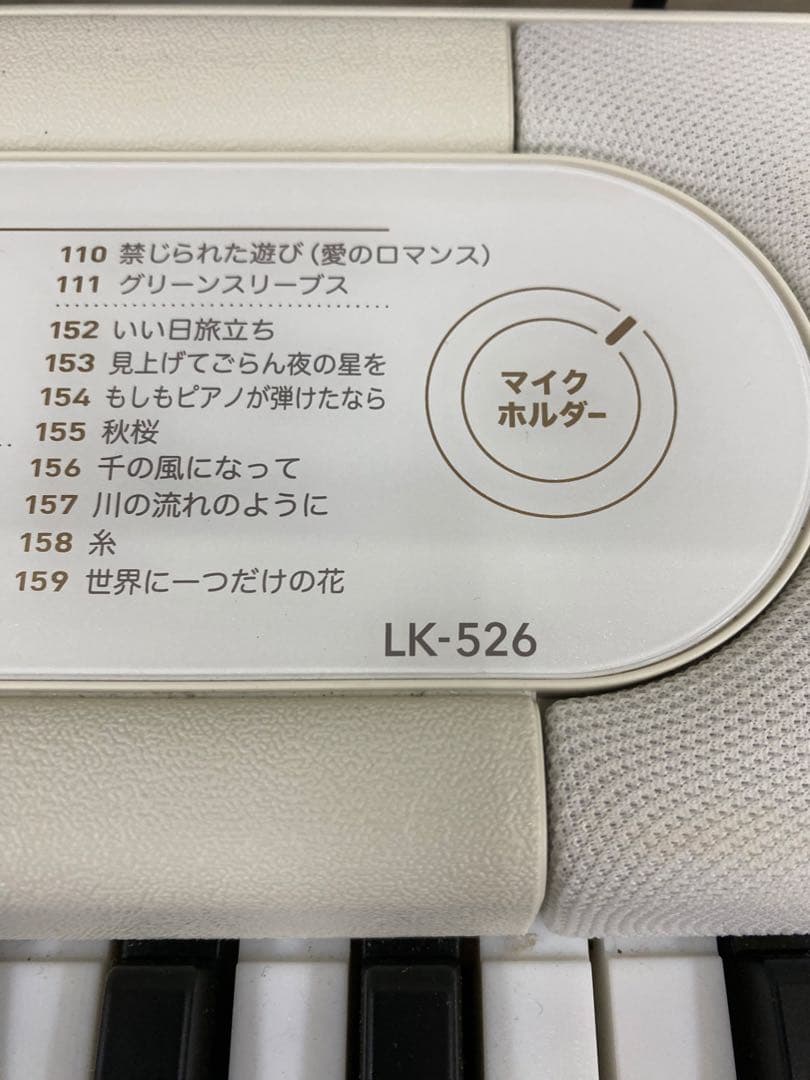 110 禁じられた遊び(愛のロマンス)
111 グリーンスリーブス
152 いい日旅立ち
153 見上げてごらん夜の星を
154 もしもピアノが弾けたなら
155 秋桜
156 千の風になって
157 川の流れのように
158 糸
159 世界に一つだけの花
マイク
ホルダー
LK-526